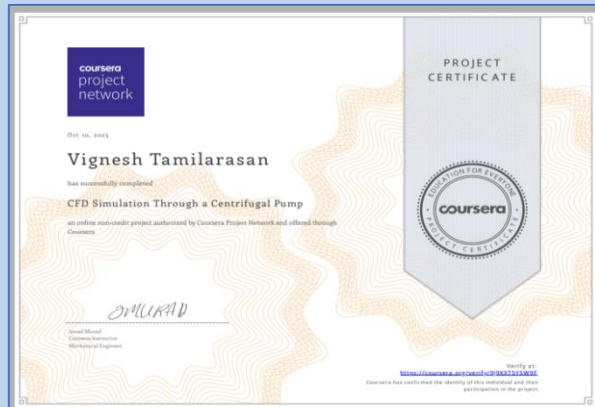 coursera
project
network
PROJECT
CERTIFICATE
Oct 10, 2023
Vignesh Tamilarasan
has successfully completed
CFD Simulation Through a Centrifugal Pump
an online non-credit project authorized by Coursera Project Network and offered through
Coursera
EDUCATION FOR EVERYONE
coursera
PROJECT CERTIFICATE
Coursera Instructor
Mechanical Engineer
Verify at:
Coursera has confirmed the identity of this individual and their
participation in the project.